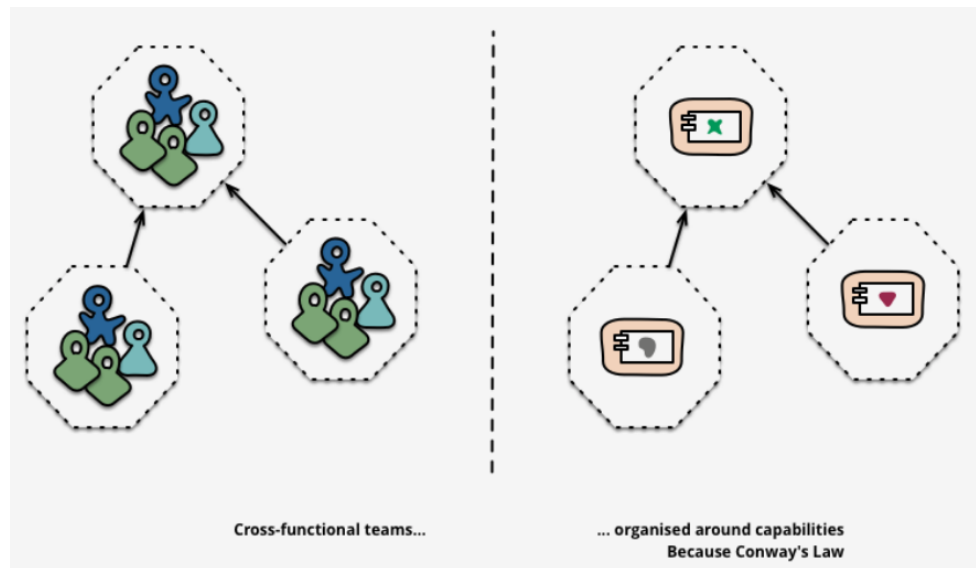 Cross-functional teams...
... organised around capabilities
Because Conway's Law